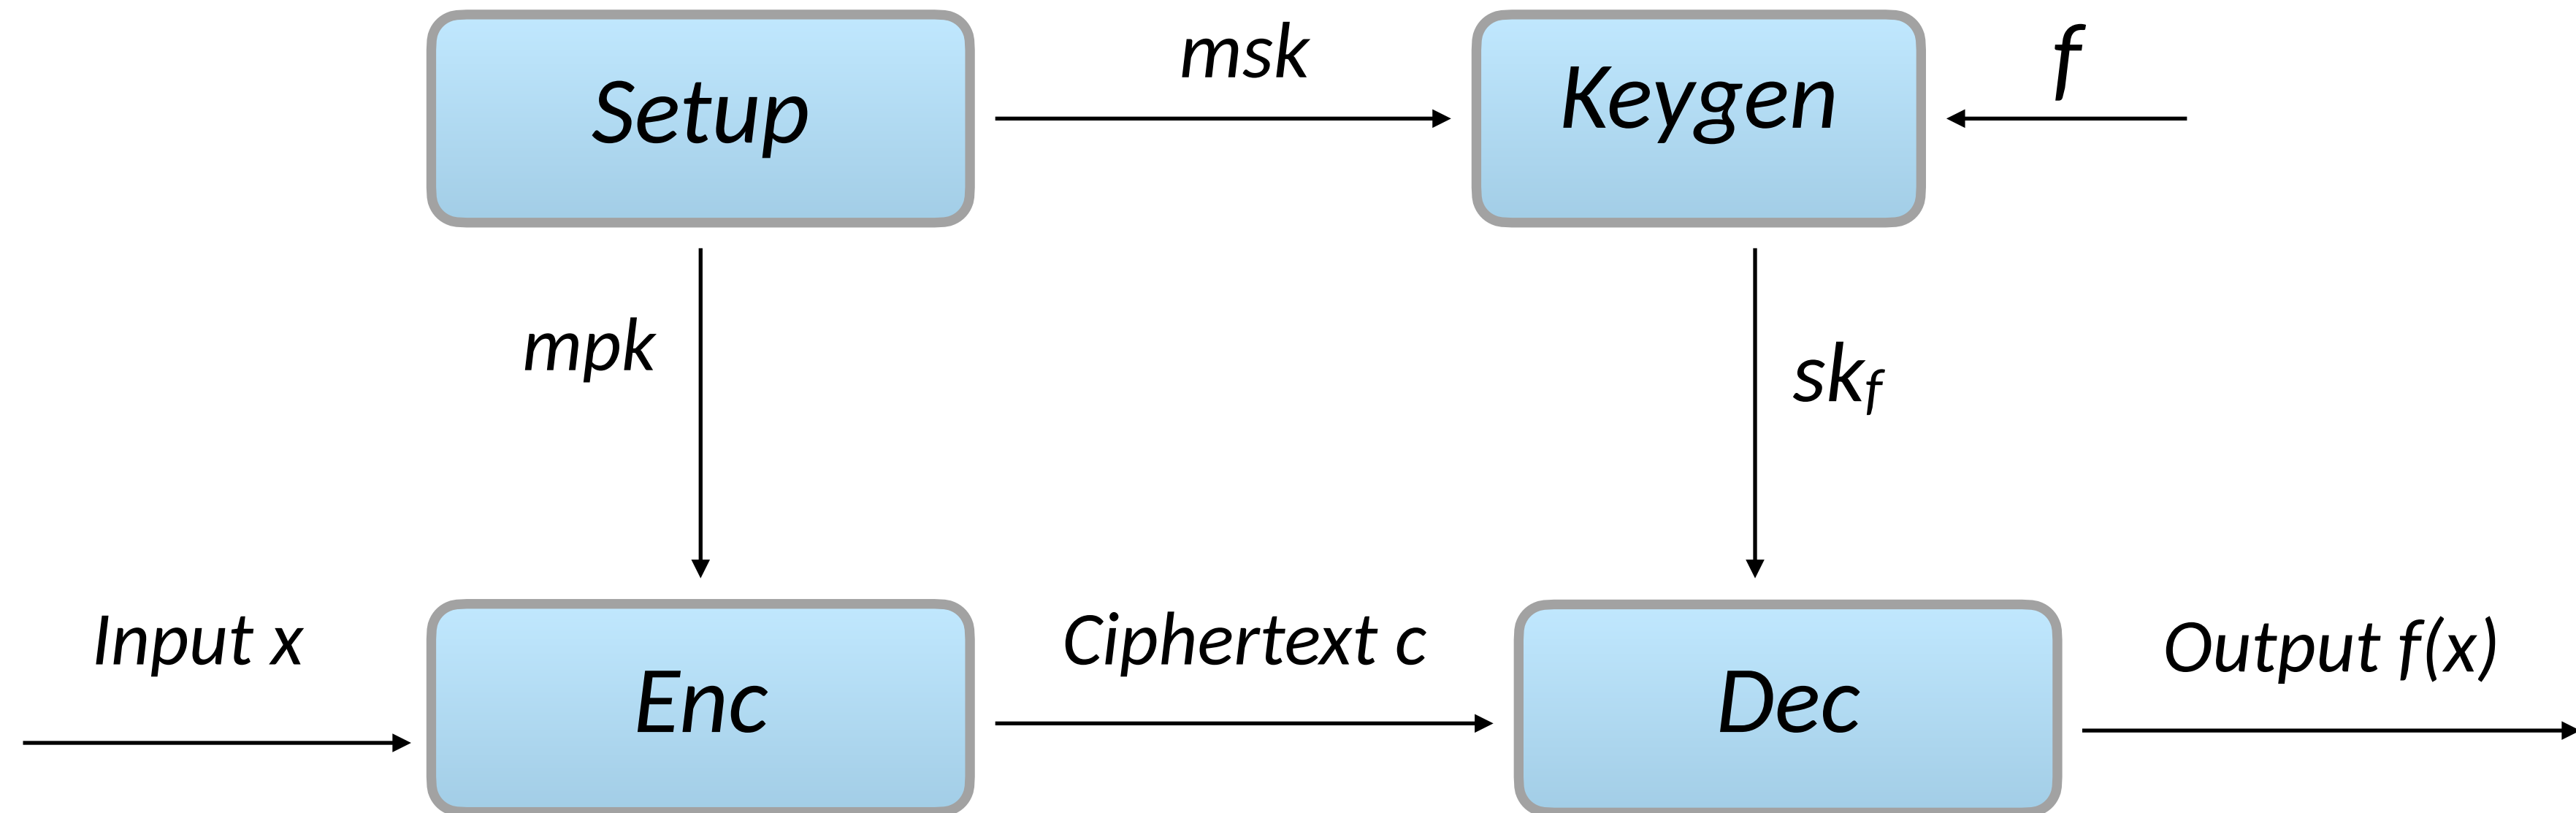 Setup
msk
Keygen
f
mpk
skf
Input x
Enc
Ciphertext c
Dec
Output f(x)